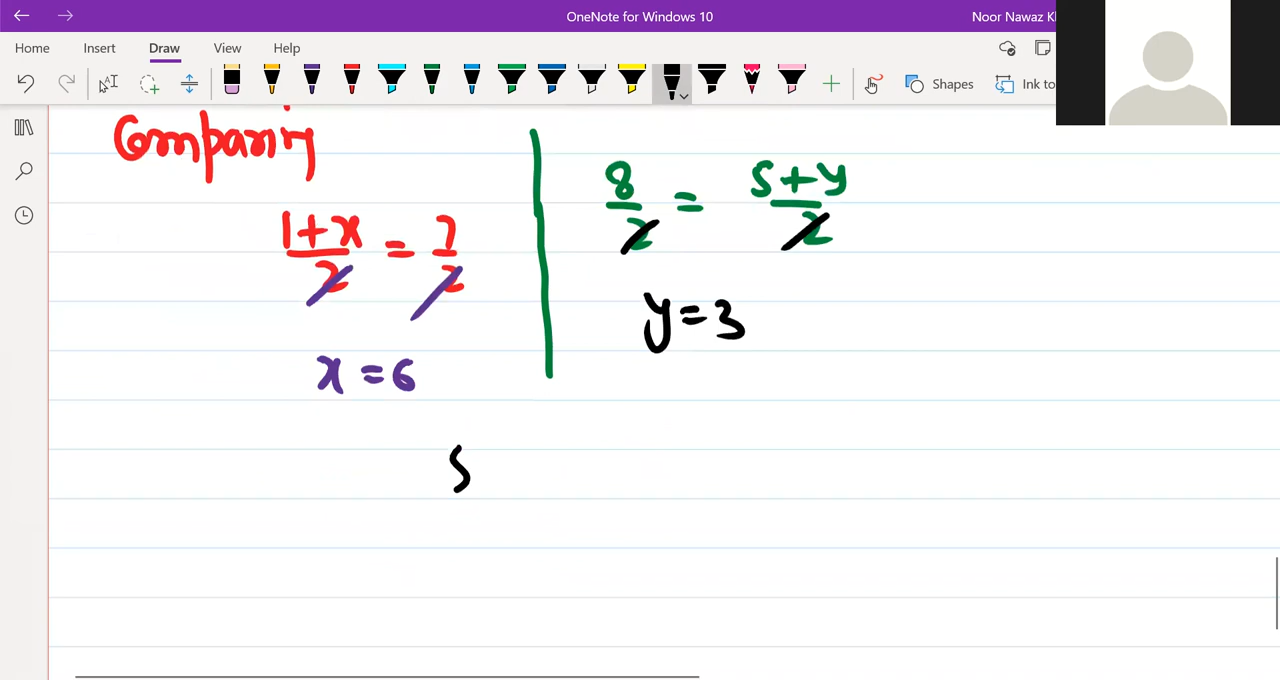 OneNote for Windows 10
Noor Nawaz Kl
Home Insert Draw View Help
Shapes Ink to
Comparing
1+x/2 = 7/2
x = 6
8/2 = 5+y/2
y = 3
S